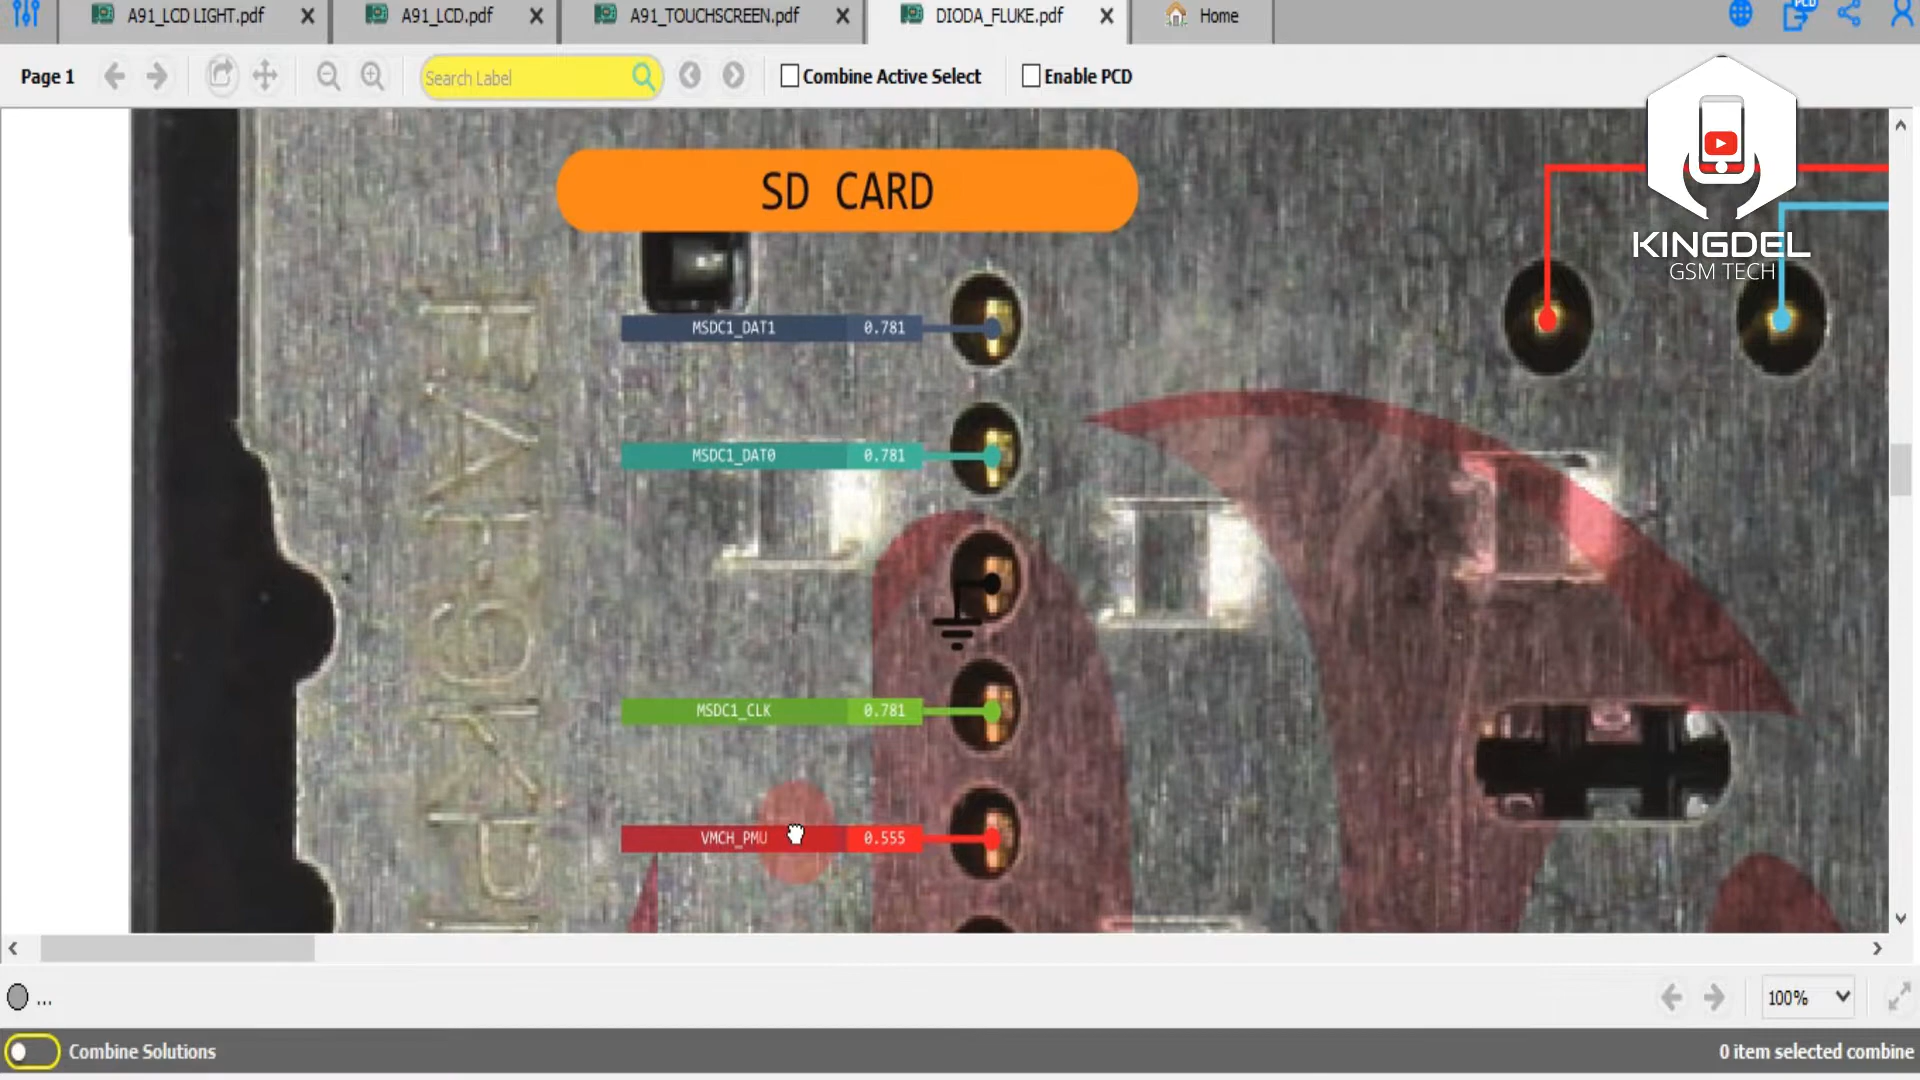 A91_LCD LIGHT.pdf
A91_LCD.pdf
A91_TOUCHSCREEN.pdf
DIODA_FLUKE.pdf
Home
PCD
Page 1
Search Label
Combine Active Select
Enable PCD
KINGDEL
GSM TECH
SD CARD
MSDC1_DAT1 0.781
MSDC1_DAT0 0.781
MSDC1_CLK 0.781
VMCH_PMU 0.555
...
100%
Combine Solutions
0 item selected combine